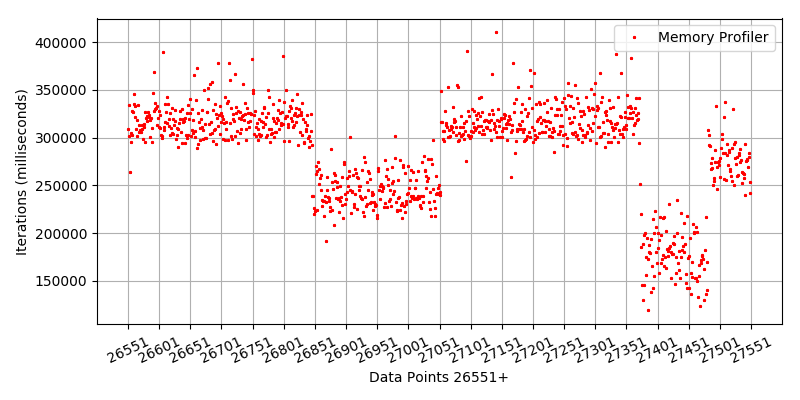 Memory Profiler
Iterations (milliseconds)
400000
350000
300000
250000
200000
150000
26551 26601 26651 26701 26751 26801 26851 26901 26951 27001 27051 27101 27151 27201 27251 27301 27351 27401 27451 27501 27551
Data Points 26551+